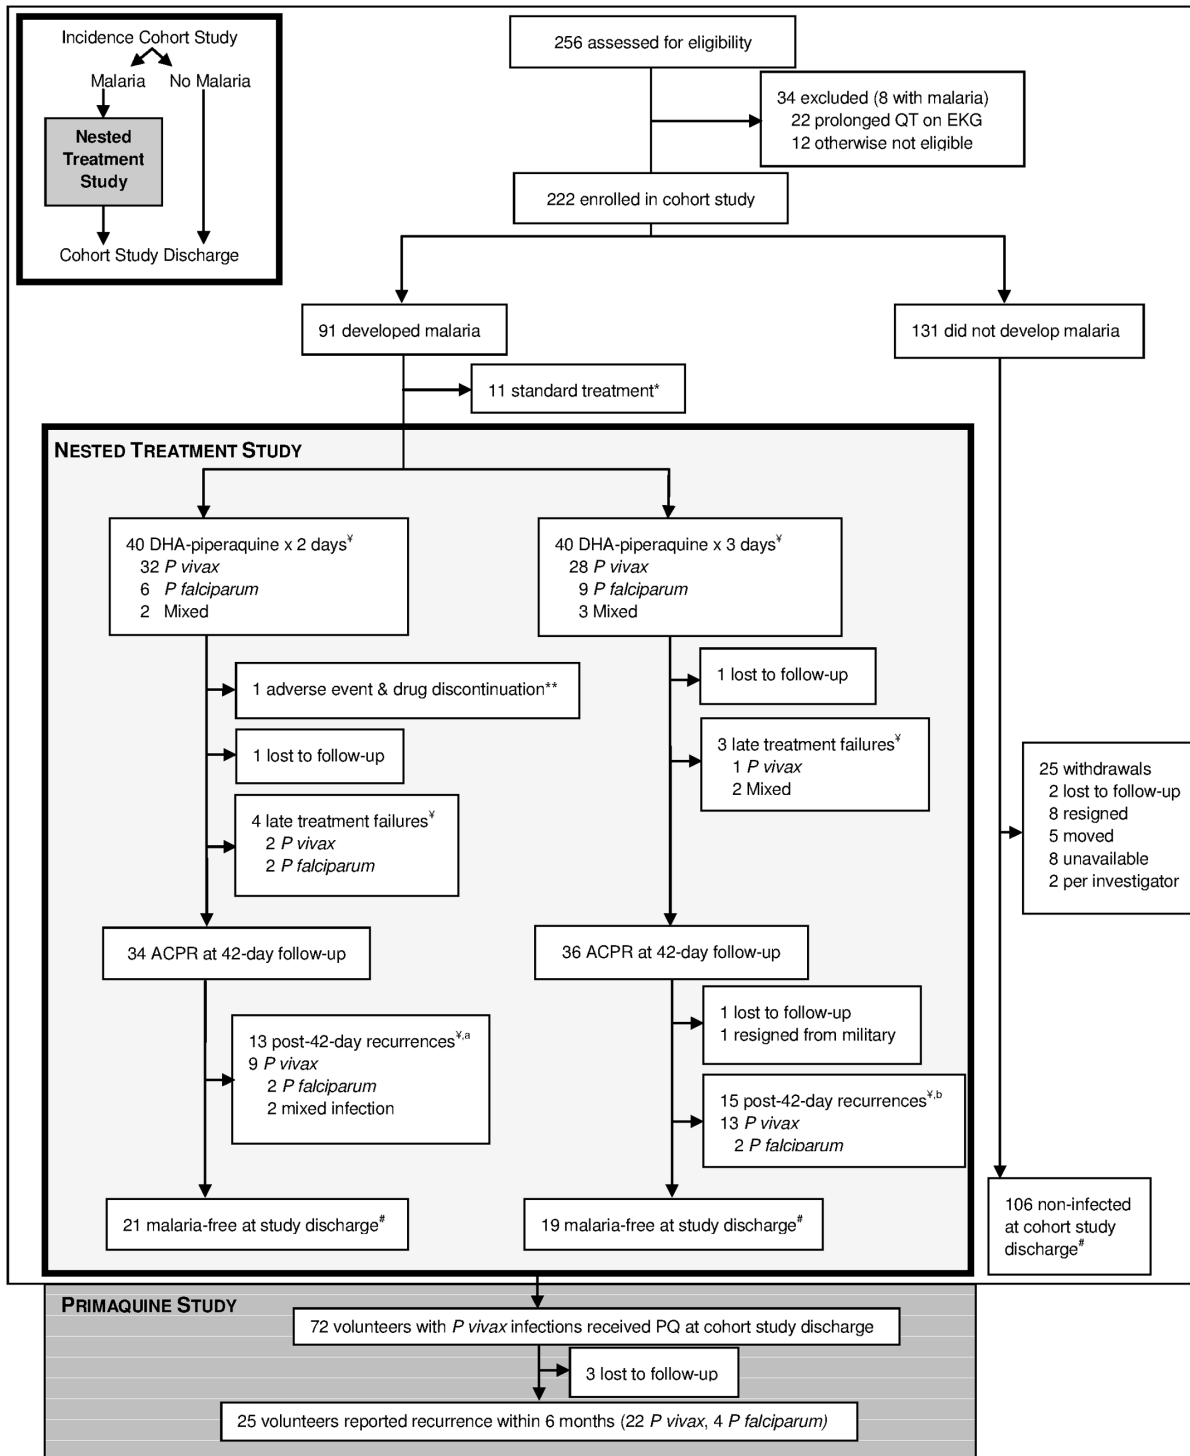 Incidence Cohort Study
Malaria
No Malaria
Nested
Treatment
Study
Cohort Study Discharge
256 assessed for eligibility
34 excluded (8 with malaria)
22 prolonged QT on EKG
12 otherwise not eligible
222 enrolled in cohort study
91 developed malaria
131 did not develop malaria
11 standard treatment*
NESTED TREATMENT STUDY
40 DHA-piperaquine x 2 days¥
32 P vivax
6 P falciparum
2 Mixed
40 DHA-piperaquine x 3 days¥
28 P vivax
9 P falciparum
3 Mixed
1 adverse event & drug discontinuation**
1 lost to follow-up
4 late treatment failures¥
2 P vivax
2 P falciparum
1 lost to follow-up
3 late treatment failures¥
1 P vivax
2 Mixed
25 withdrawals
2 lost to follow-up
8 resigned
5 moved
8 unavailable
2 per investigator
34 ACPR at 42-day follow-up
36 ACPR at 42-day follow-up
13 post-42-day recurrences¥,a
9 P vivax
2 P falciparum
2 mixed infection
1 lost to follow-up
1 resigned from military
15 post-42-day recurrences¥,b
13 P vivax
2 P falciparum
21 malaria-free at study discharge#
19 malaria-free at study discharge#
106 non-infected
at cohort study
discharge#
PRIMAQUINE STUDY
72 volunteers with P vivax infections received PQ at cohort study discharge
3 lost to follow-up
25 volunteers reported recurrence within 6 months (22 P vivax, 4 P falciparum)